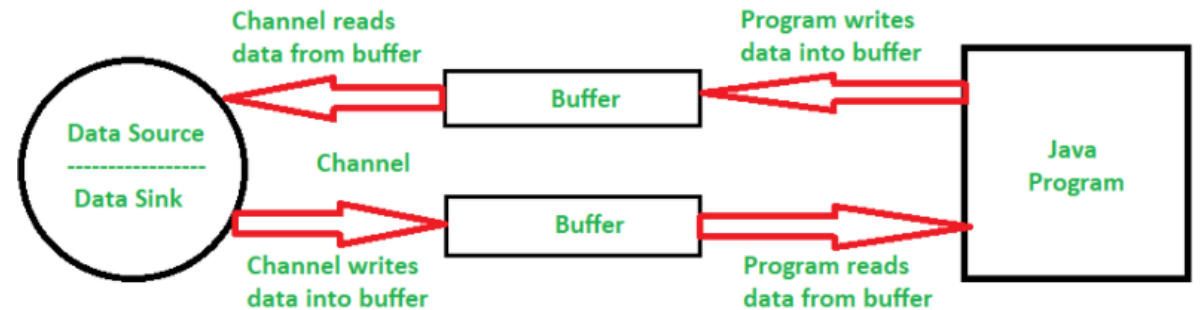 Channel reads
data from buffer
Program writes
data into buffer
Buffer
Buffer
Data Source
-----------------
Data Sink
Channel
Java
Program
Buffer
Channel writes
data into buffer
Program reads
data from buffer